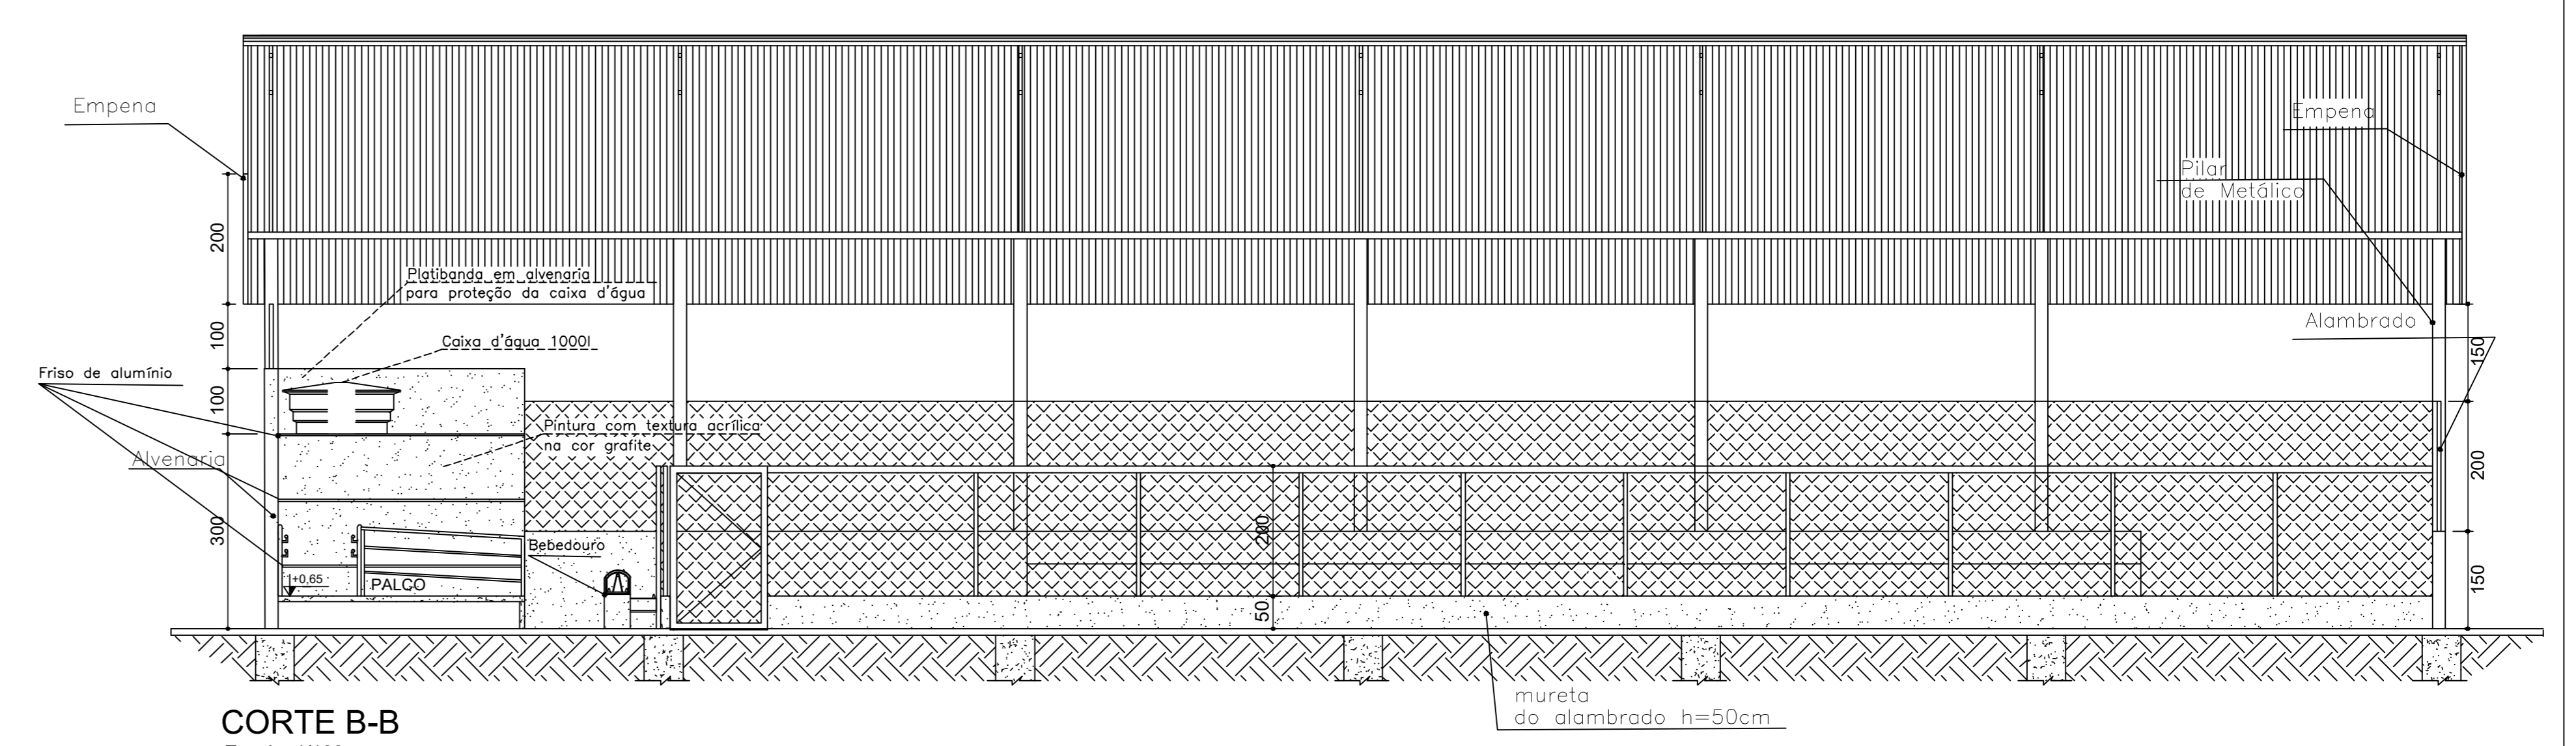 Empena
Empena
Pilar
de Metálico
200
Platibanda em alvenaria
para proteção da caixa d'água
Alambrado
100
Caixa d'água 1000l
150
Friso de alumínio
100
Pintura com textura acrílica
na cor grafite
Alvenaria
200
300
200
Bebedouro
+0,65
PALCO
150
50
mureta
do alambrado h=50cm
CORTE B-B